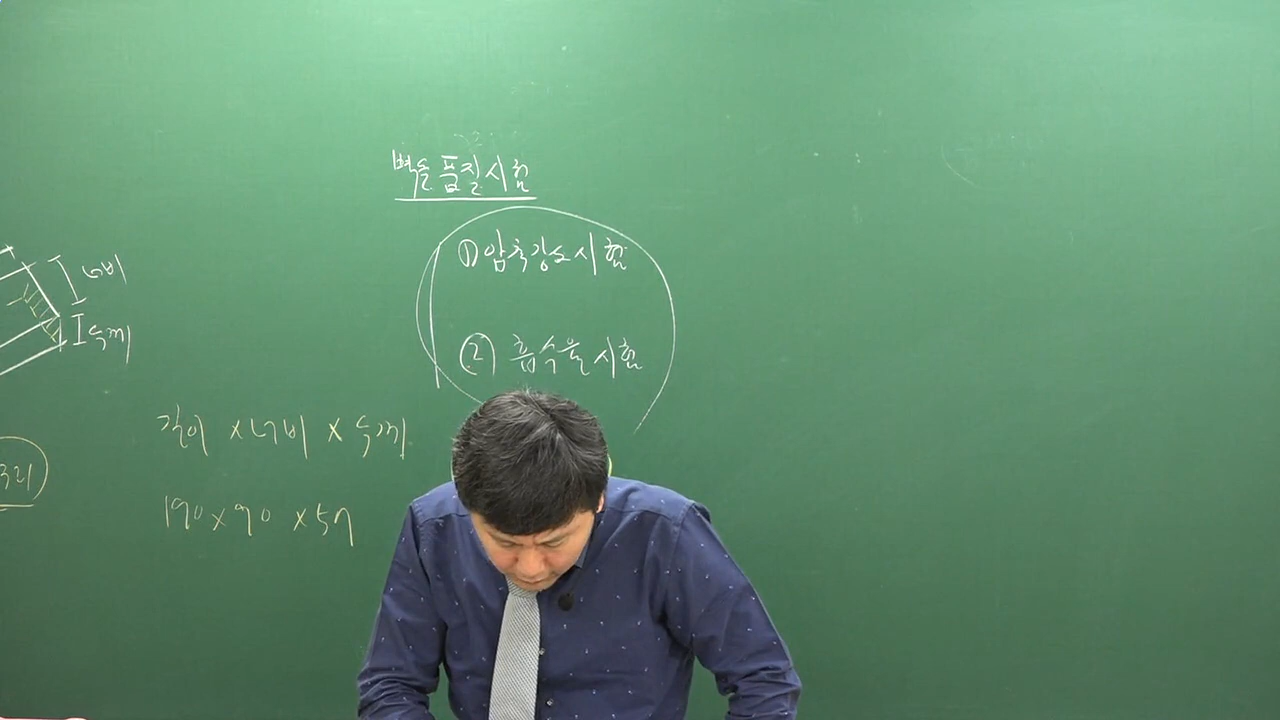 벽돌품질시험
① 압축강도시험
② 흡수율시험
너비
두께
길이 × 너비 × 두께
190 × 90 × 57